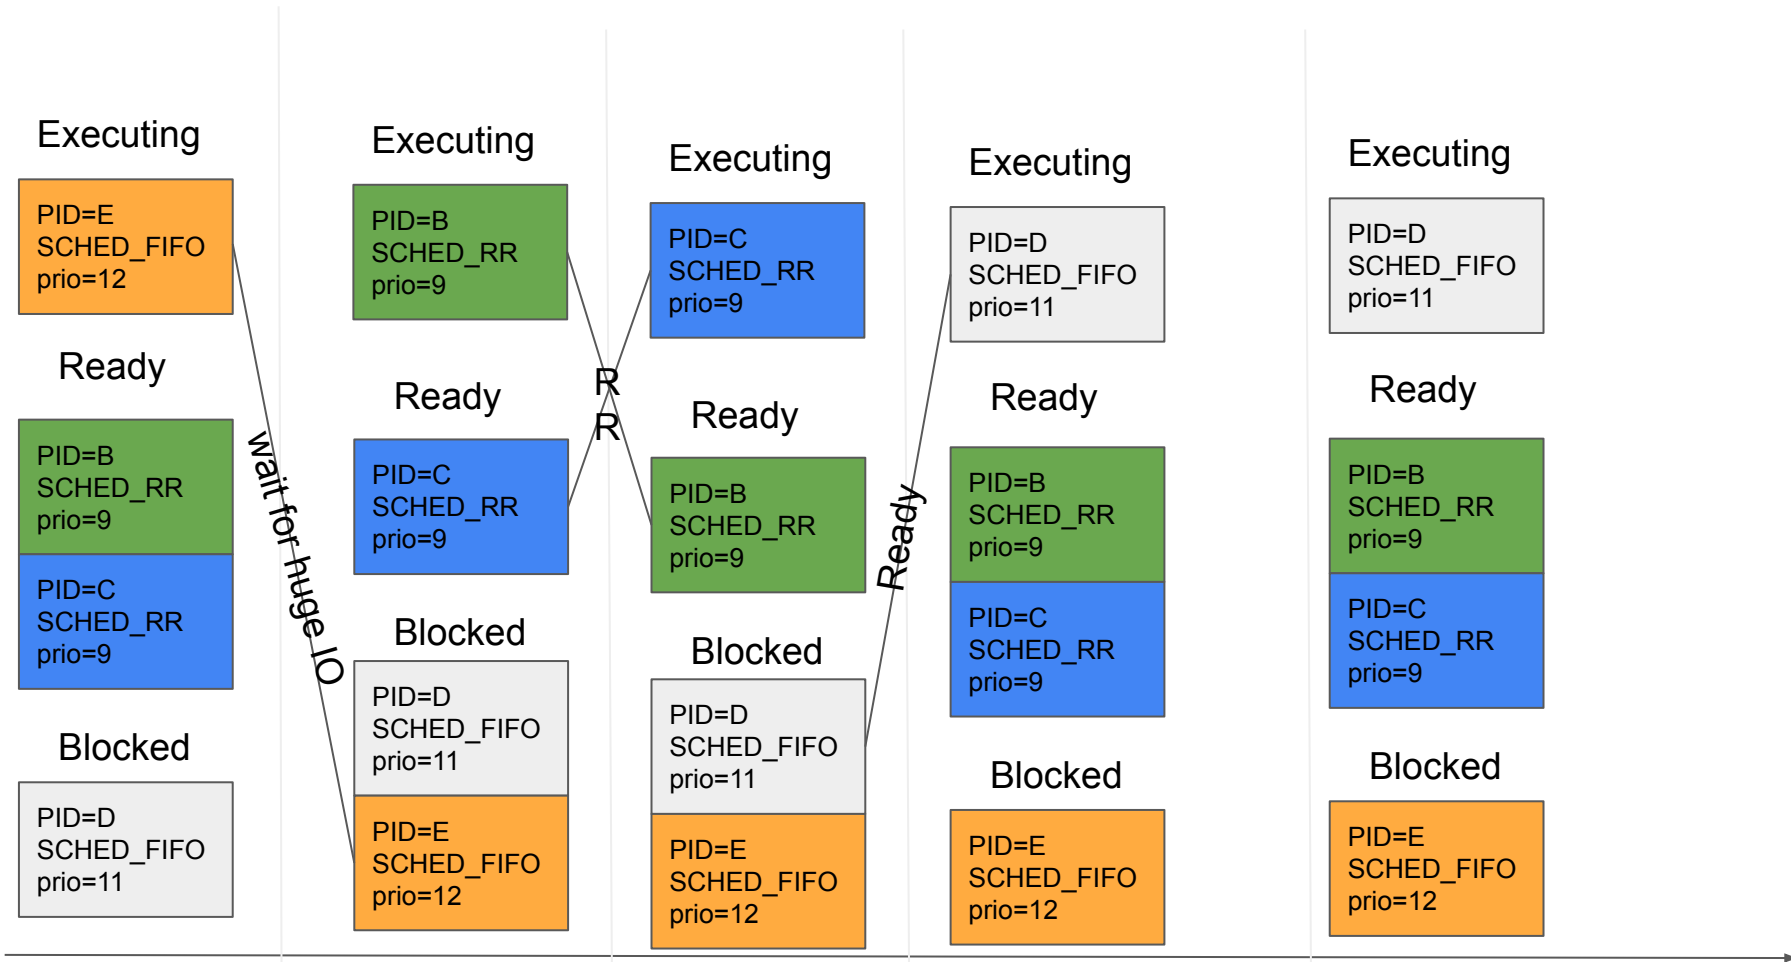 Executing
PID=E
SCHED_FIFO
prio=12
Ready
PID=B
SCHED_RR
prio=9
PID=C
SCHED_RR
prio=9
Blocked
PID=D
SCHED_FIFO
prio=11
wait for huge IO
Executing
PID=B
SCHED_RR
prio=9
Ready
PID=C
SCHED_RR
prio=9
Blocked
PID=D
SCHED_FIFO
prio=11
PID=E
SCHED_FIFO
prio=12
R
R
Executing
PID=C
SCHED_RR
prio=9
Ready
PID=B
SCHED_RR
prio=9
Blocked
PID=D
SCHED_FIFO
prio=11
PID=E
SCHED_FIFO
prio=12
Ready
Executing
PID=D
SCHED_FIFO
prio=11
Ready
PID=B
SCHED_RR
prio=9
PID=C
SCHED_RR
prio=9
Blocked
PID=E
SCHED_FIFO
prio=12
Executing
PID=D
SCHED_FIFO
prio=11
Ready
PID=B
SCHED_RR
prio=9
PID=C
SCHED_RR
prio=9
Blocked
PID=E
SCHED_FIFO
prio=12